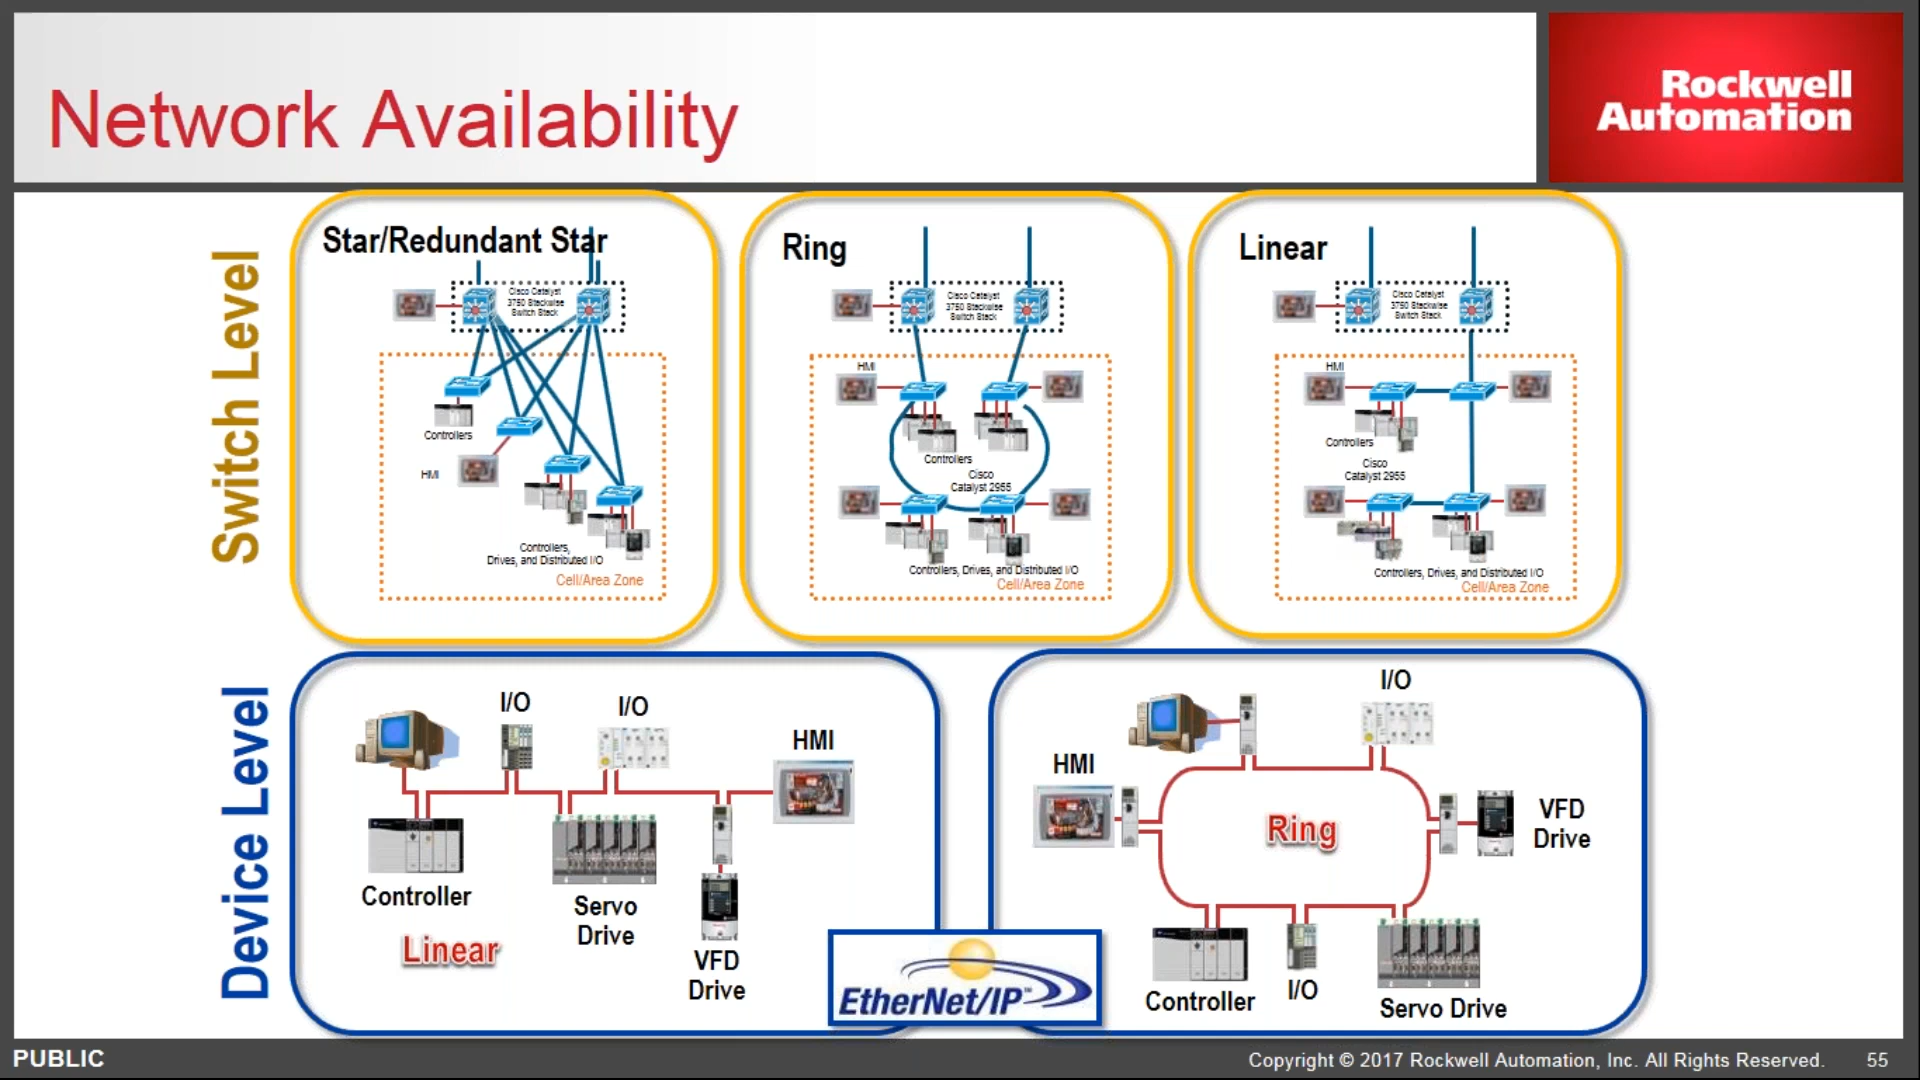 Network Availability
Rockwell
Automation
Switch Level
Star/Redundant Star
Cisco Catalyst
3750 Stackwise
Switch Stack
Controllers
HMI
Controllers,
Drives, and Distributed I/O
Cell/Area Zone
Ring
Cisco Catalyst
3750 Stackwise
Switch Stack
HMI
Controllers
Cisco
Catalyst 2955
Controllers, Drives, and Distributed I/O
Cell/Area Zone
Linear
Cisco Catalyst
3750 Stackwise
Switch Stack
HMI
Controllers
Cisco
Catalyst 2955
Controllers, Drives, and Distributed I/O
Cell/Area Zone
Device Level
I/O
I/O
HMI
Controller
Servo
Drive
VFD
Drive
Linear
EtherNet/IP™
I/O
HMI
Ring
VFD
Drive
Controller
I/O
Servo Drive
PUBLIC
Copyright © 2017 Rockwell Automation, Inc. All Rights Reserved.
55